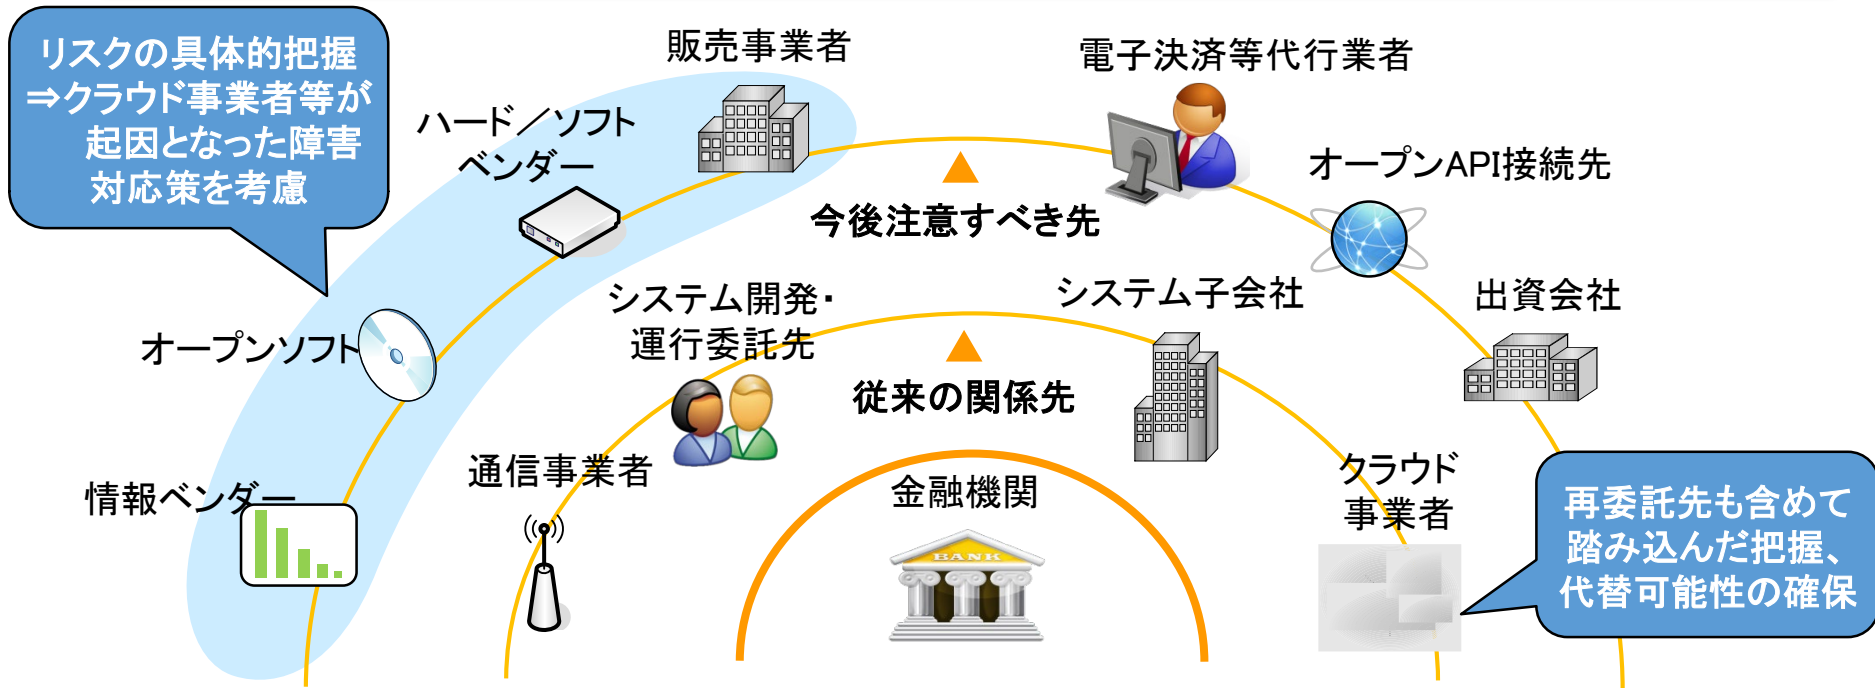 リスクの具体的把握
⇒クラウド事業者等が
起因となった障害
対応策を考慮
販売事業者
電子決済等代行業者
ハード／ソフト
ベンダー
オープンAPI接続先
今後注意すべき先
システム開発・
運行委託先
システム子会社
出資会社
オープンソフト
従来の関係先
情報ベンダー
通信事業者
金融機関
BANK
クラウド
事業者
再委託先も含めて
踏み込んだ把握、
代替可能性の確保